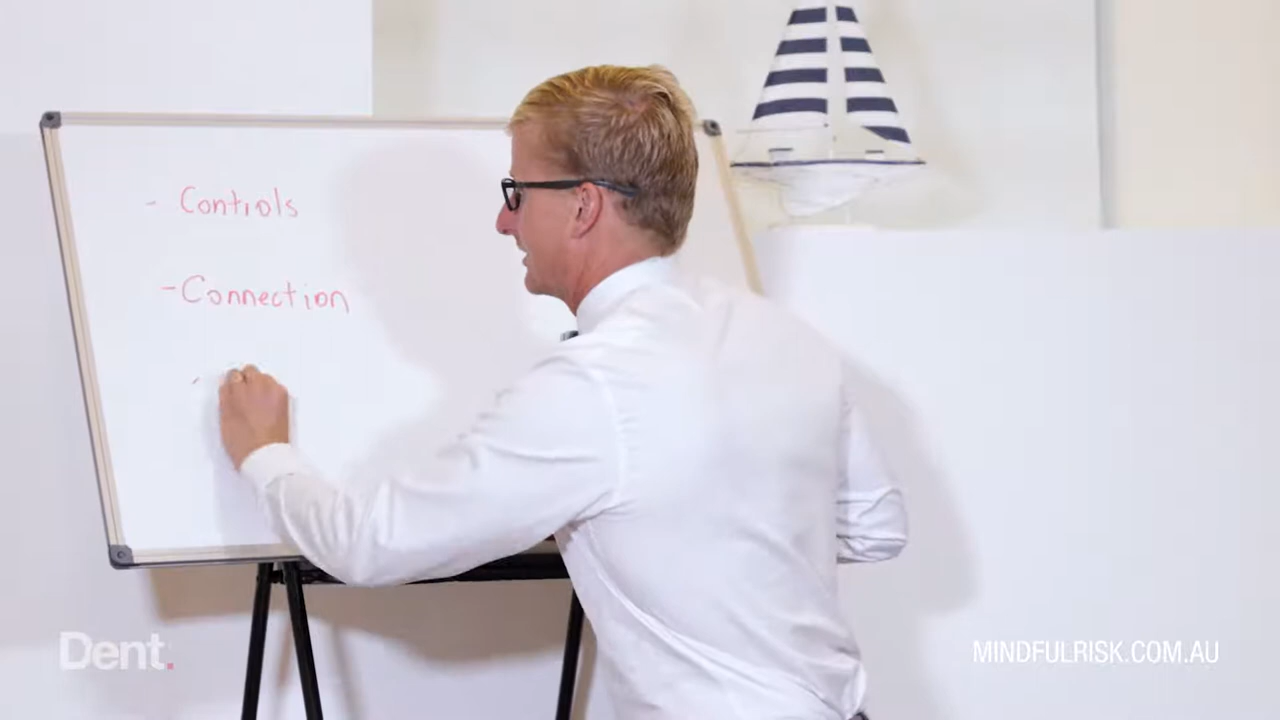 - Controls
- Connection
-
Dent.
MINDFULRISK.COM.AU